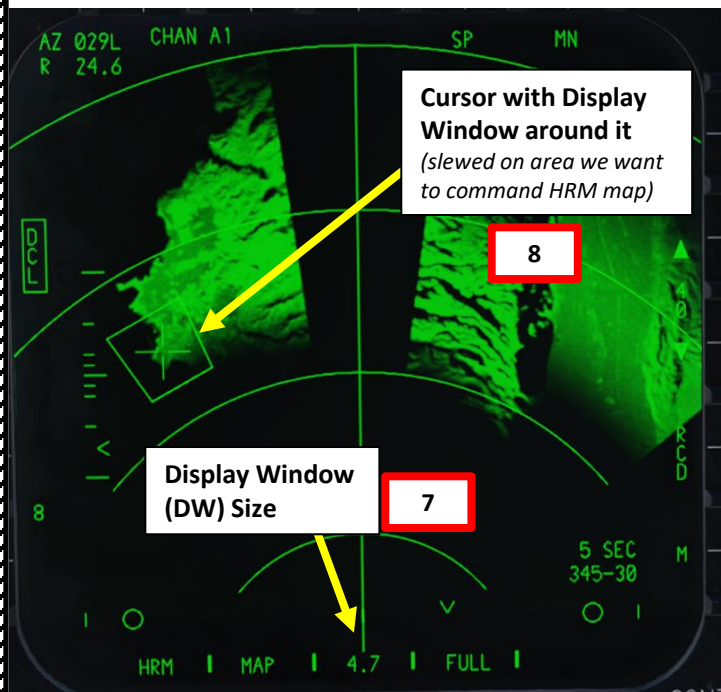 AZ 029L CHAN A1 SP MN
R 24.6
Cursor with Display
Window around it
(slewed on area we want
to command HRM map)
8
DCL
40
RCD
Display Window
(DW) Size
7
8
5 SEC
345-30
M
HRM MAP 4.7 FULL